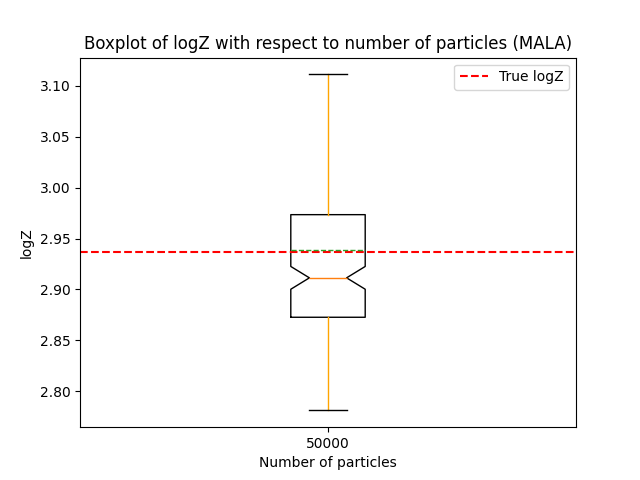 Boxplot of logZ with respect to number of particles (MALA)
True logZ
3.10
3.05
3.00
2.95
2.90
2.85
2.80
logZ
50000
Number of particles